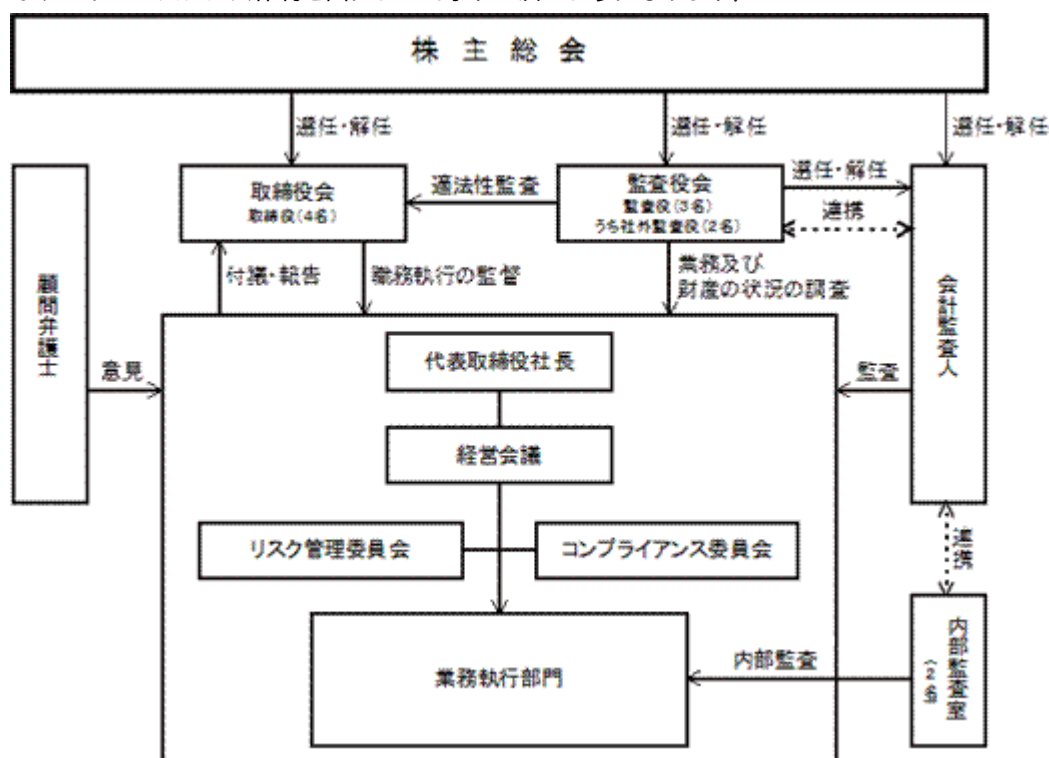 株主総会
選任・解任
選任・解任
選任・解任
取締役会
取締役(4名)
適法性監査
監査役会
監査役(3名)
うち社外監査役(2名)
選任・解任
連携
付議・報告
職務執行の監督
業務及び
財産の状況の調査
顧問弁護士
意見
会計監査人
監査
代表取締役社長
経営会議
リスク管理委員会
コンプライアンス委員会
連携
業務執行部門
内部監査
内部監査室
(2名)